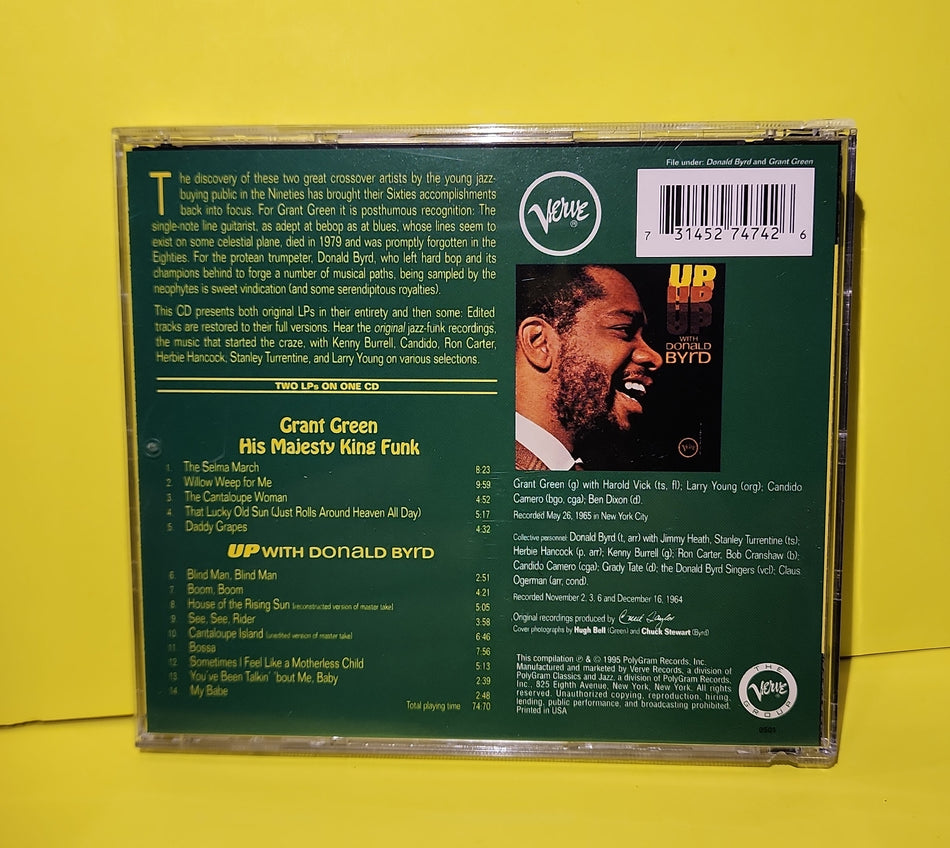 The discovery of these two great crossover artists by the young jazz-
buying public in the Nineties has brought their Sixties accomplishments
back into focus. For Grant Green it is posthumous recognition: The
single-note line guitarist, as adept at bebop as at blues, whose lines seem to
exist on some celestial plane, died in 1979 and was promptly forgotten in the
Eighties. For the protean trumpeter, Donald Byrd, who left hard bop and its
champions behind to forge a number of musical paths, being sampled by the
neophytes is sweet vindication (and some serendipitous royalties).
This CD presents both original LPs in their entirety and then some: Edited
tracks are restored to their full versions. Hear the original jazz-funk recordings,
the music that started the craze, with Kenny Burrell, Candido, Ron Carter,
Herbie Hancock, Stanley Turrentine, and Larry Young on various selections.
TWO LPs ON ONE CD
Grant Green
His Majesty King Funk
1. The Selma March 8:23
2. Willow Weep for Me 9:59
3. The Cantaloupe Woman 4:52
4. That Lucky Old Sun (Just Rolls Around Heaven All Day) 5:17
5. Daddy Grapes 4:32
UP WITH DONALD BYRD
6. Blind Man, Blind Man 2:51
7. Boom, Boom 4:21
8. House of the Rising Sun (reconstructed version of master take) 5:05
9. See, See, Rider 3:58
10. Cantaloupe Island (unedited version of master take) 6:46
11. Bossa 7:56
12. Sometimes I Feel Like a Motherless Child 5:13
13. You've Been Talkin' 'bout Me, Baby 2:39
14. My Babe 2:48
Total playing time 74:70
File under: Donald Byrd and Grant Green
Verve ®
7 31452 74742 6
UP
UP
UP
WITH
DONALD
BYRD
Verve
Grant Green (g) with Harold Vick (ts, fl); Larry Young (org); Candido
Camero (bgo, cga); Ben Dixon (d).
Recorded May 26, 1965 in New York City
Collective personnel: Donald Byrd (t, arr) with Jimmy Heath, Stanley Turrentine (ts);
Herbie Hancock (p, arr); Kenny Burrell (g); Ron Carter, Bob Cranshaw (b);
Candido Camero (cga); Grady Tate (d); the Donald Byrd Singers (vcl); Claus
Ogerman (arr, cond).
Recorded November 2, 3, 6 and December 16, 1964
Original recordings produced by Creed Taylor
Cover photographs by Hugh Bell (Green) and Chuck Stewart (Byrd)
This compilation ℗ & © 1995 PolyGram Records, Inc.
Manufactured and marketed by Verve Records, a division of
PolyGram Classics and Jazz, a division of PolyGram Records,
Inc., 825 Eighth Avenue, New York, New York. All rights
reserved. Unauthorized copying, reproduction, hiring,
lending, public performance, and broadcasting prohibited.
Printed in USA
THE
Verve
GROUP